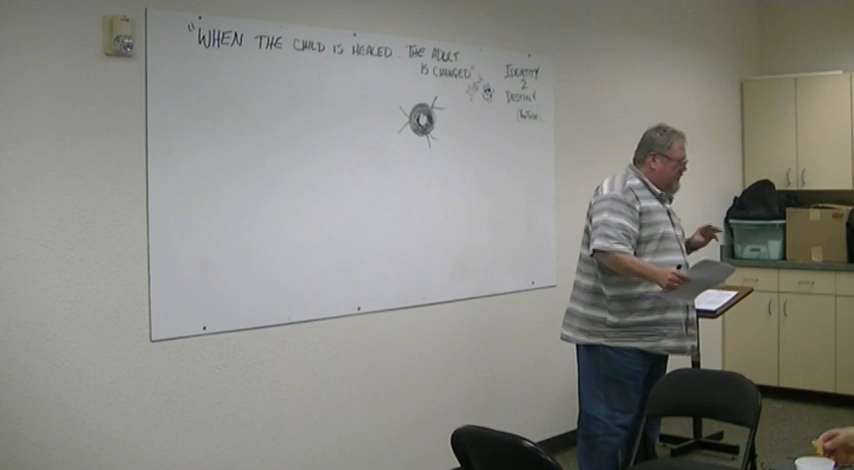 "WHEN THE CHILD IS HEALED THE ADULT
IS CHANGED"
IDENTITY
2
DESTINY